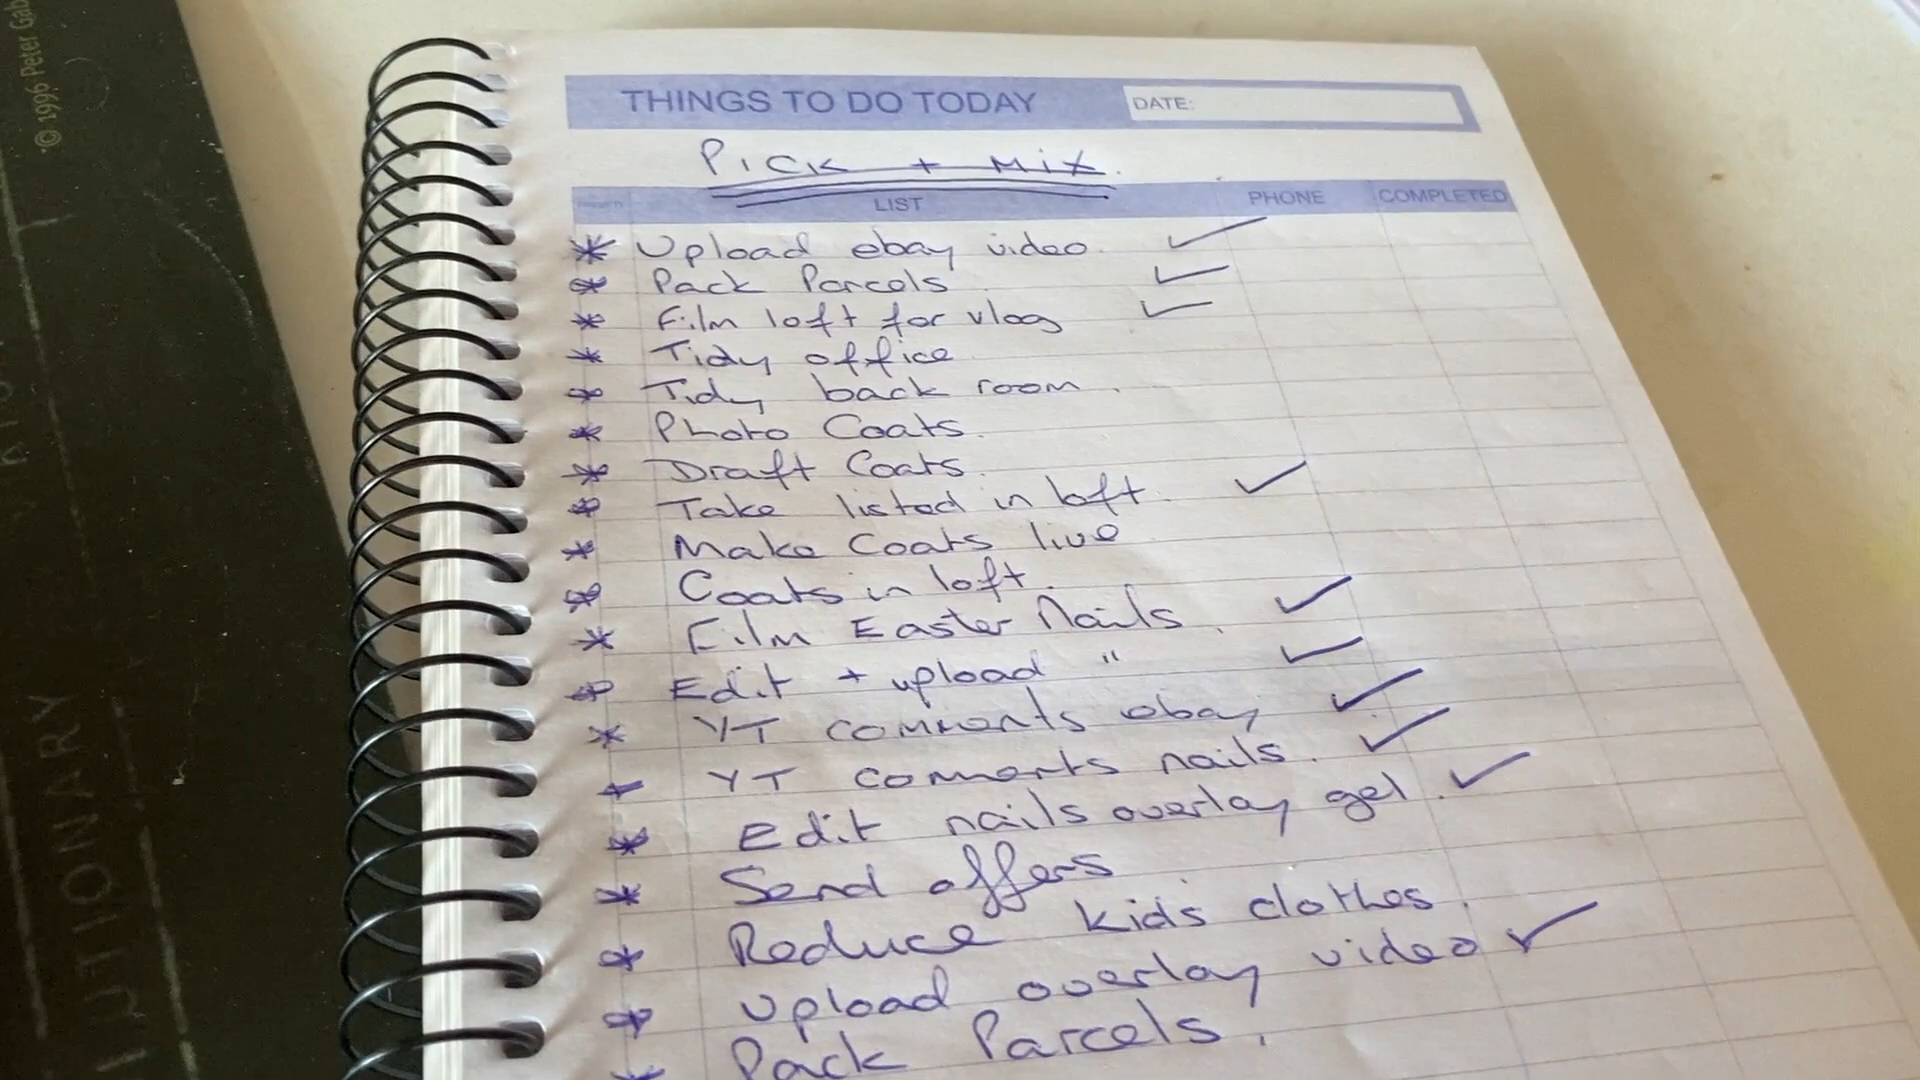 © 1996 Peter Gab
THINGS TO DO TODAY
DATE:
PICK + MIX.
LIST
PHONE
COMPLETED
* Upload ebay video.
* Pack Parcels.
* Film loft for vlog
* Tidy office
* Tidy back room.
* Photo Coats.
* Draft Coats.
* Take listed in loft.
* Make Coats live
* Coats in loft.
* Film Easter Nails.
* Edit + upload "
* YT comments ebay
* YT comments nails.
* Edit nails overlay gel.
* Send offers
* Reduce kids clothes.
* Upload overlay video
* Pack Parcels.